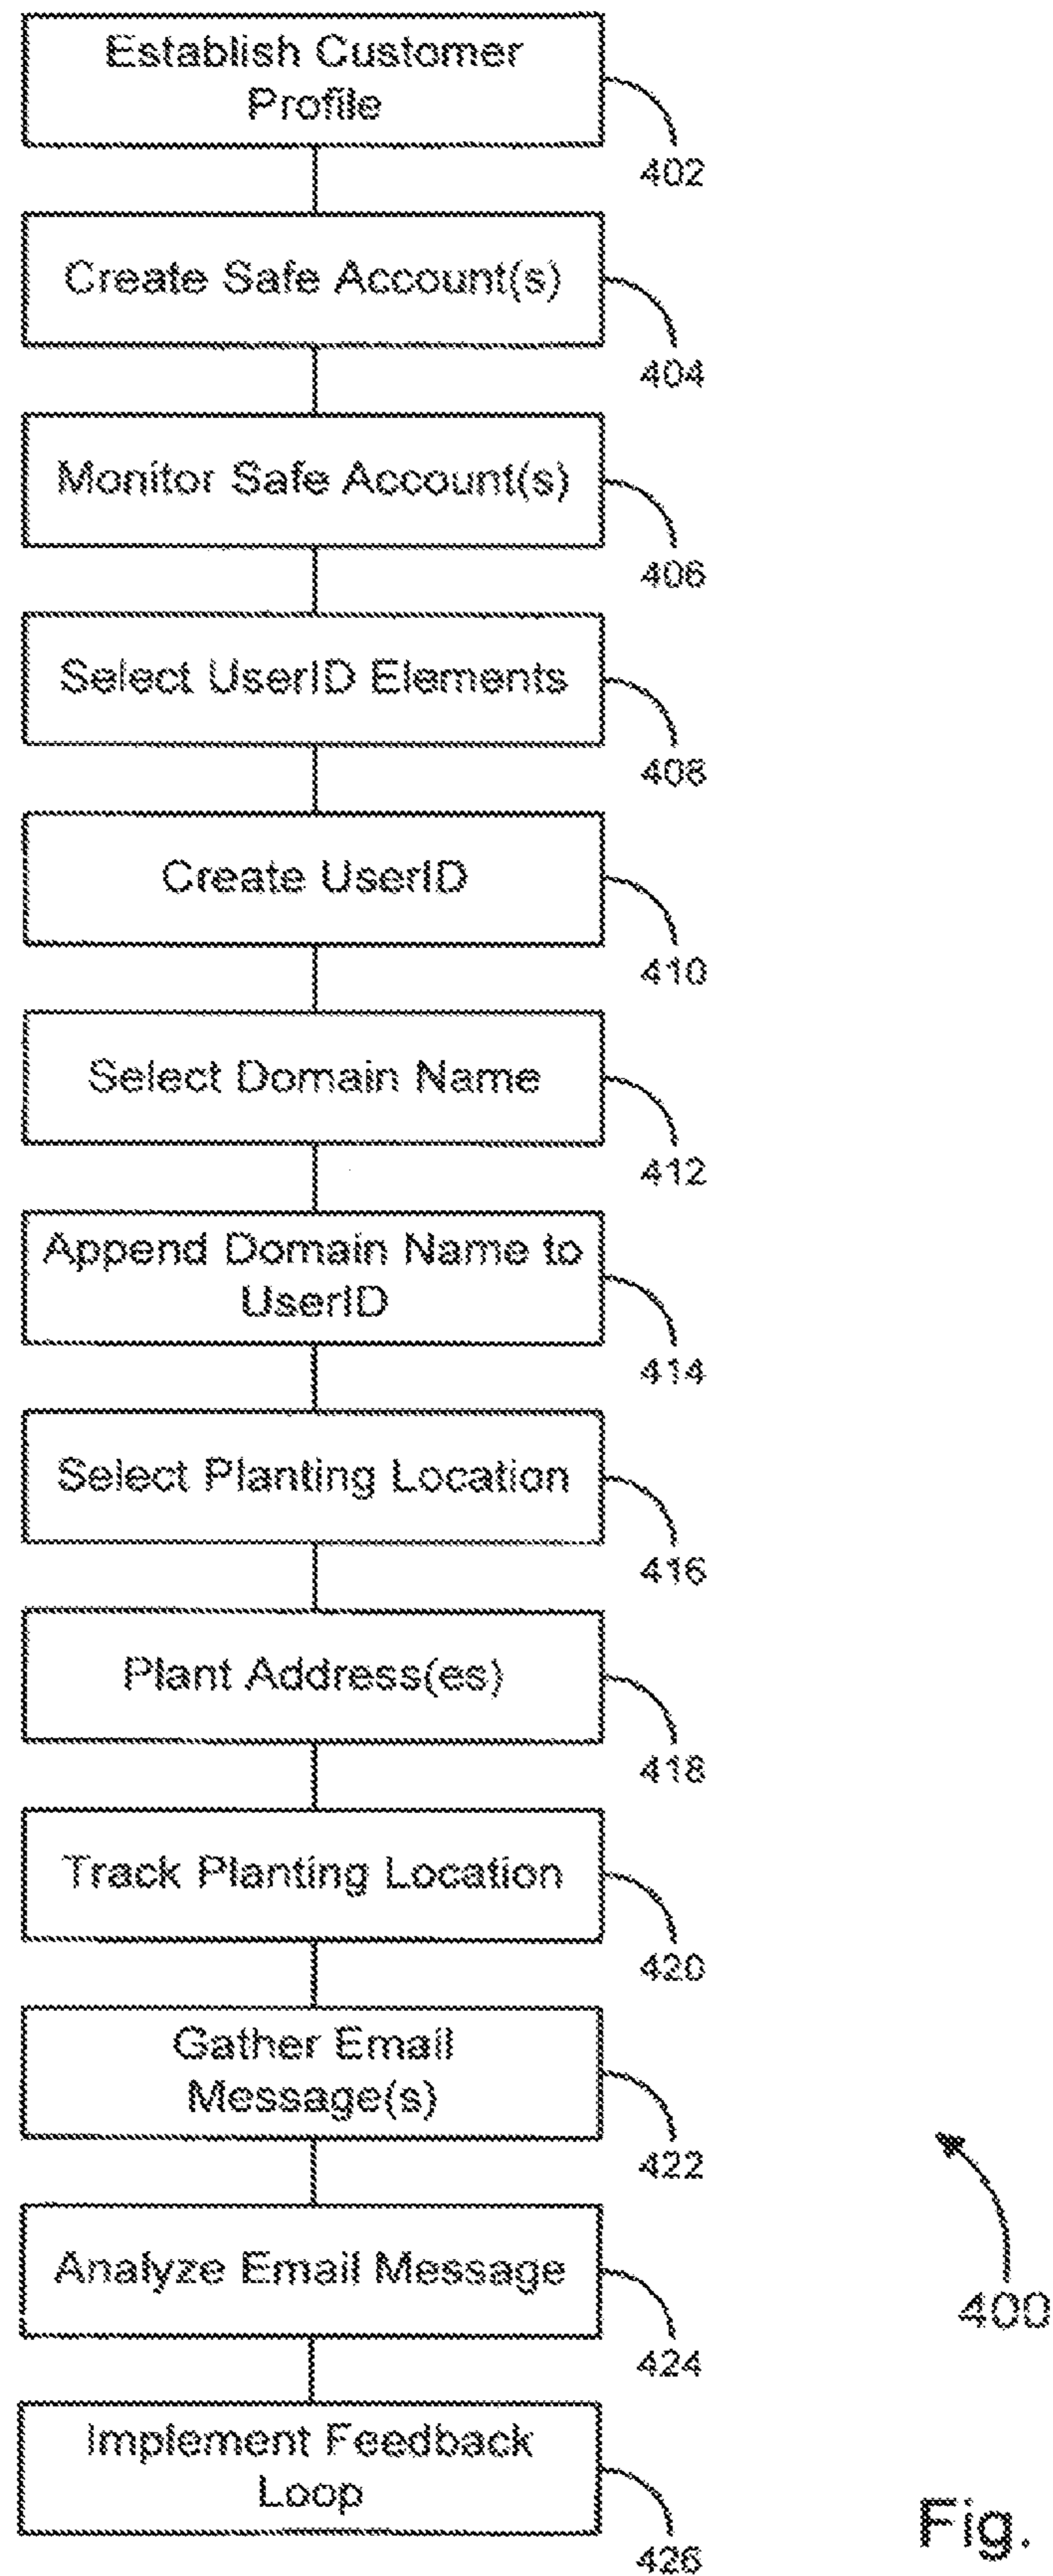 Establish Customer
Profile
402
Create Safe Account(s)
404
Monitor Safe Account(s)
406
Select UserID Elements
408
Create UserID
410
Select Domain Name
412
Append Domain Name to
UserID
414
Select Planting Location
416
Plant Address(es)
418
Track Planting Location
420
Gather Email
Message(s)
422
Analyze Email Message
424
400
Implement Feedback
Loop
426
Fig.